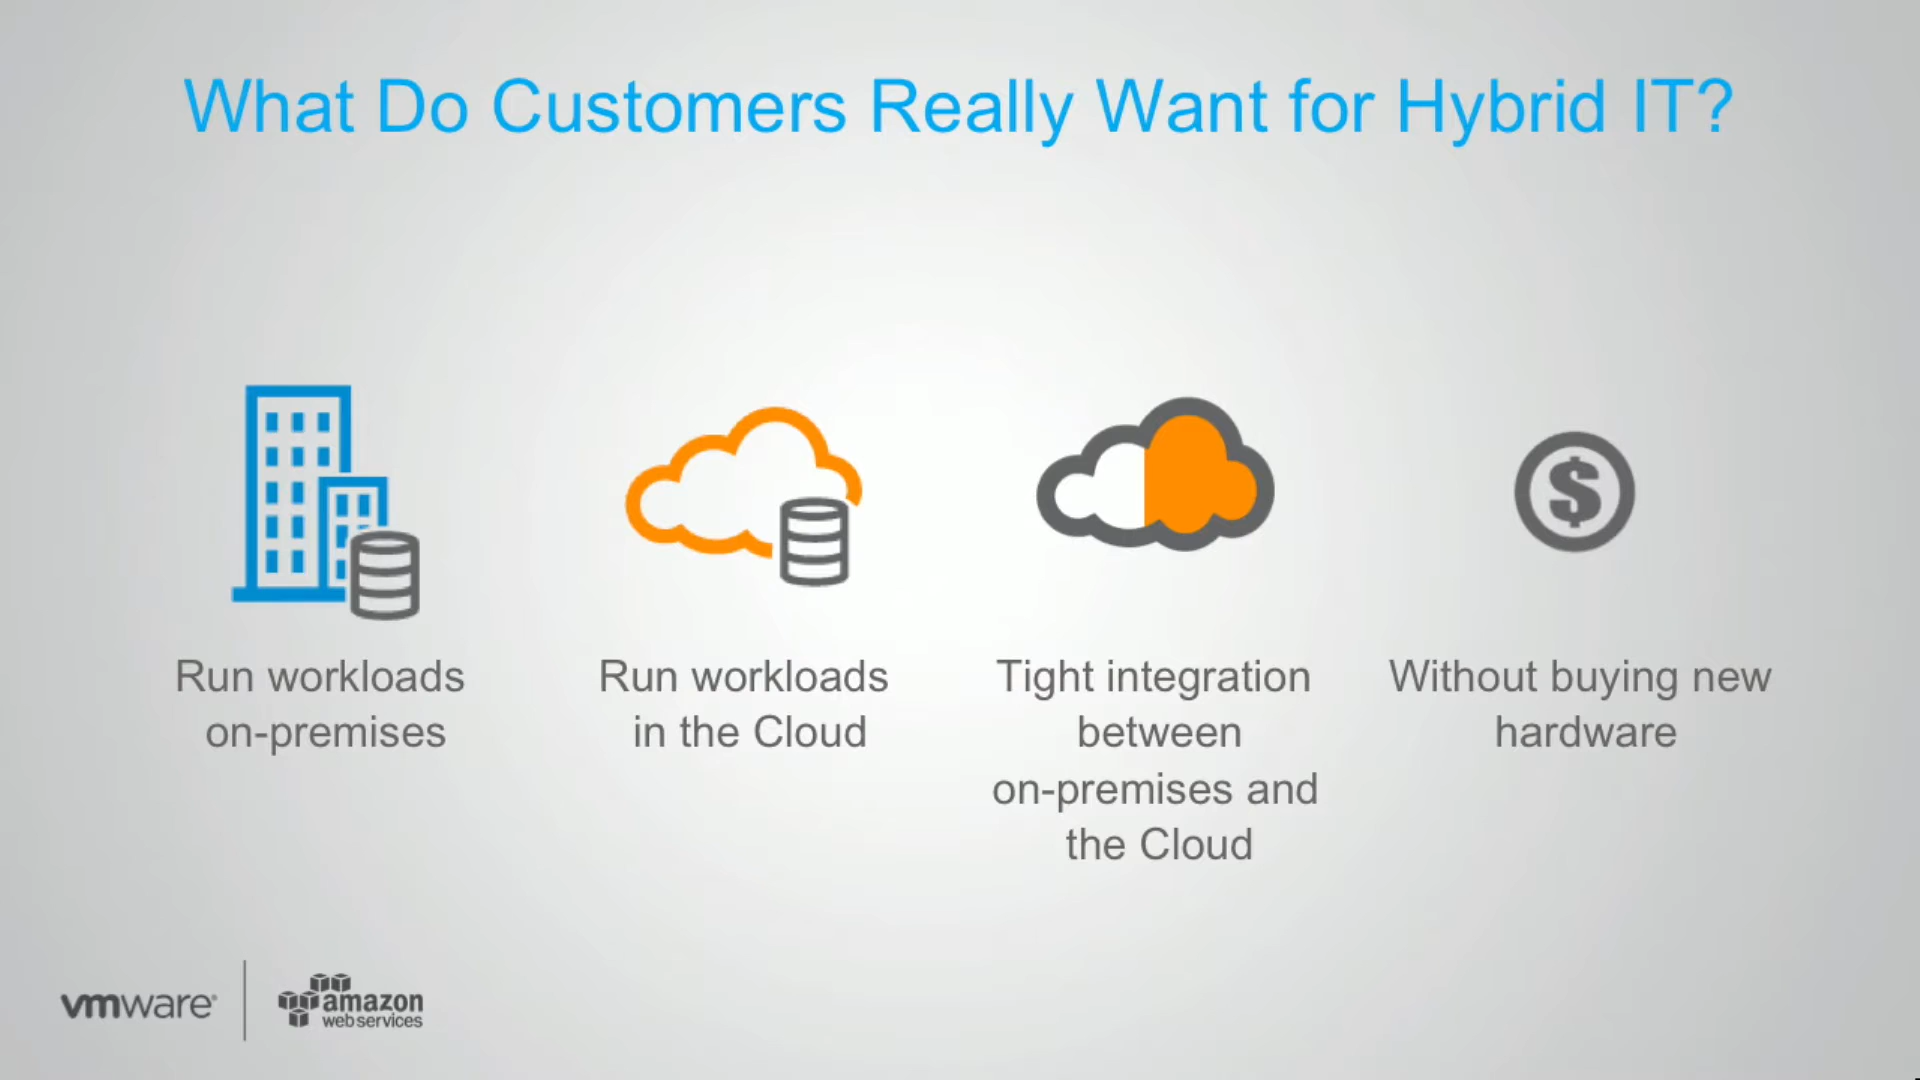 What Do Customers Really Want for Hybrid IT?
$
Run workloads
on-premises
Run workloads
in the Cloud
Tight integration
between
on-premises and
the Cloud
Without buying new
hardware
vmware®
amazon
webservices